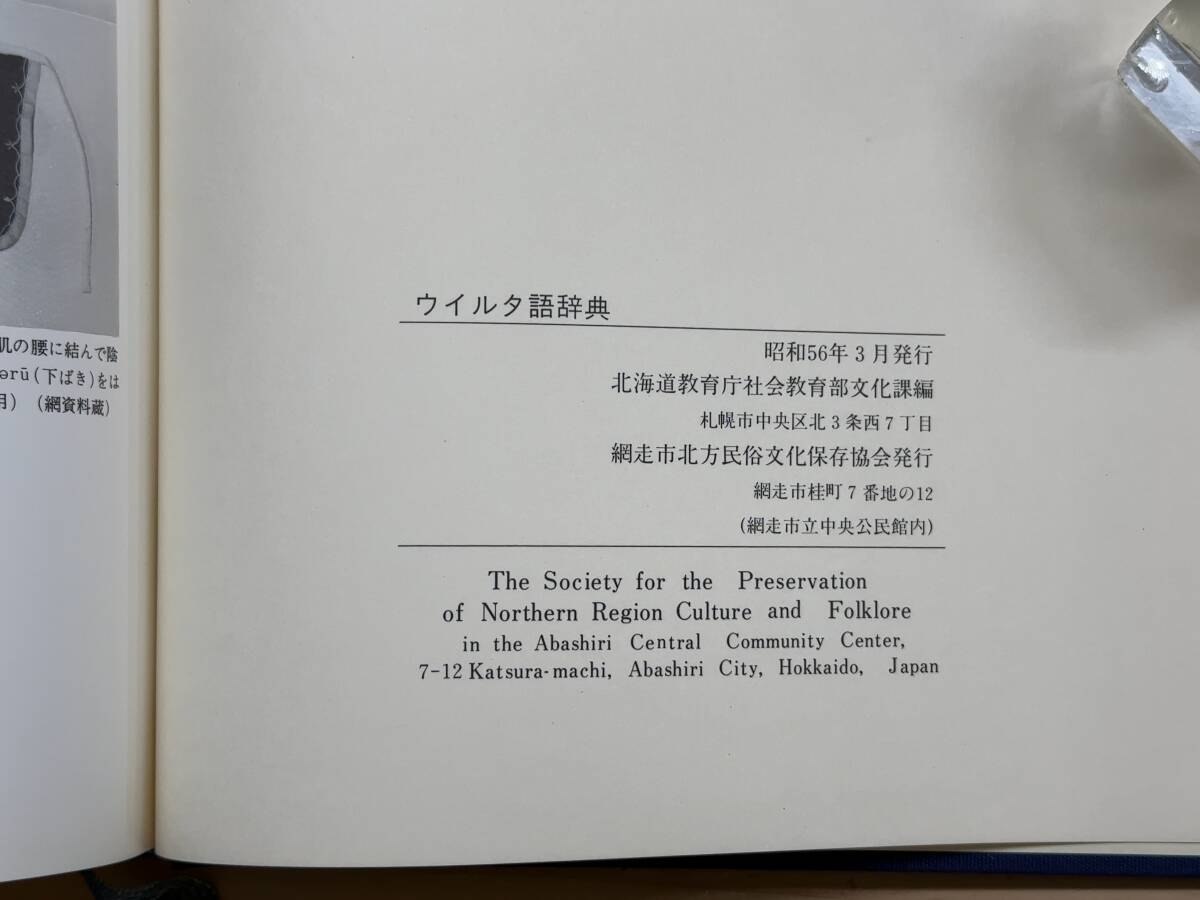 肌の腰に結んで陰
ərū(下ばき)をは
月) (網資料蔵)
ウイルタ語辞典
昭和56年3月発行
北海道教育庁社会教育部文化課編
札幌市中央区北3条西7丁目
網走市北方民俗文化保存協会発行
網走市桂町7番地の12
(網走市立中央公民館内)
The Society for the Preservation
of Northern Region Culture and Folklore
in the Abashiri Central Community Center,
7-12 Katsura-machi, Abashiri City, Hokkaido, Japan